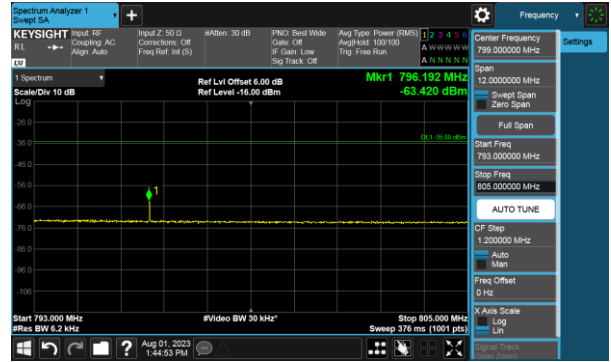 Spectrum Analyzer 1
Swept SA
+
Frequency
KEYSIGHT
Input: RF
Input Z: 50 Ω
#Atten: 30 dB
PNO: Best Wide
Avg Type: Power (RMS)
1 2 3 4 5 6
RL
Coupling: AC
Corrections: Off
Gate: Off
Avg|Hold: 100/100
A W W W W W
Align: Auto
Freq Ref: Int (S)
IF Gain: Low
Trig: Free Run
Sig Track: Off
A N N N N N
LXI
1 Spectrum
Ref Lvl Offset 6.00 dB
Mkr1 796.192 MHz
Scale/Div 10 dB
Ref Level -16.00 dBm
-63.420 dBm
Log
-26.0
DL1 -35.00 dBm
-36.0
-46.0
-56.0
1
-66.0
-76.0
-86.0
-96.0
-106
Start 793.000 MHz
#Video BW 30 kHz*
Stop 805.000 MHz
#Res BW 6.2 kHz
Sweep 376 ms (1001 pts)
Aug 01, 2023
1:44:53 PM
?
Center Frequency
799.000000 MHz
Settings
Span
12.0000000 MHz
Swept Span
Zero Span
Full Span
Start Freq
793.000000 MHz
Stop Freq
805.000000 MHz
AUTO TUNE
CF Step
1.200000 MHz
Auto
Man
Freq Offset
0 Hz
X Axis Scale
Log
Lin
Signal Track
(Span Zoom)